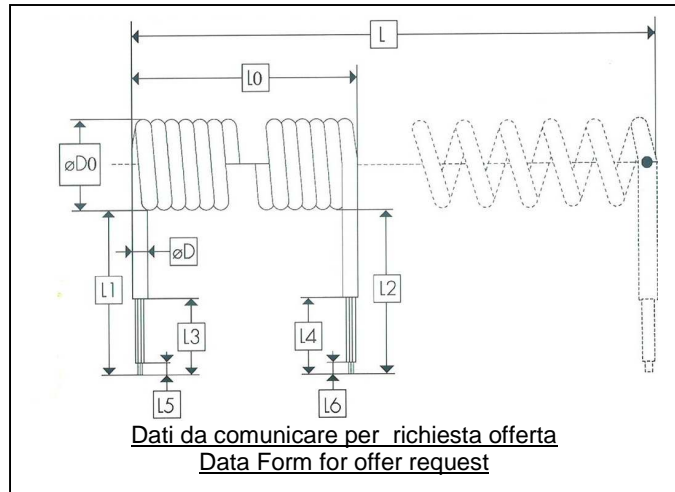 L
L0
øD0
øD
L1
L2
L3
L4
L5
L6
Dati da comunicare per richiesta offerta
Data Form for offer request